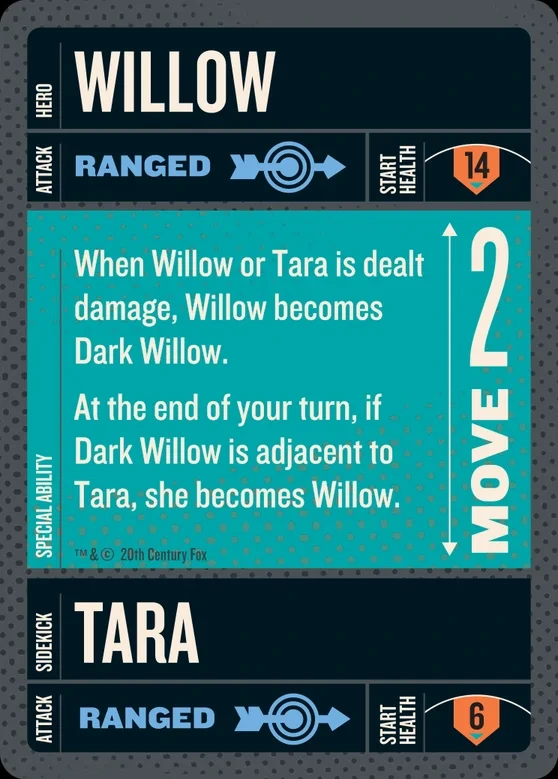 HERO
WILLOW
ATTACK
RANGED
START
HEALTH
14
SPECIAL ABILITY
When Willow or Tara is dealt
damage, Willow becomes
Dark Willow.
At the end of your turn, if
Dark Willow is adjacent to
Tara, she becomes Willow.
™ & © 20th Century Fox
MOVE 2
SIDEKICK
TARA
ATTACK
RANGED
START
HEALTH
6